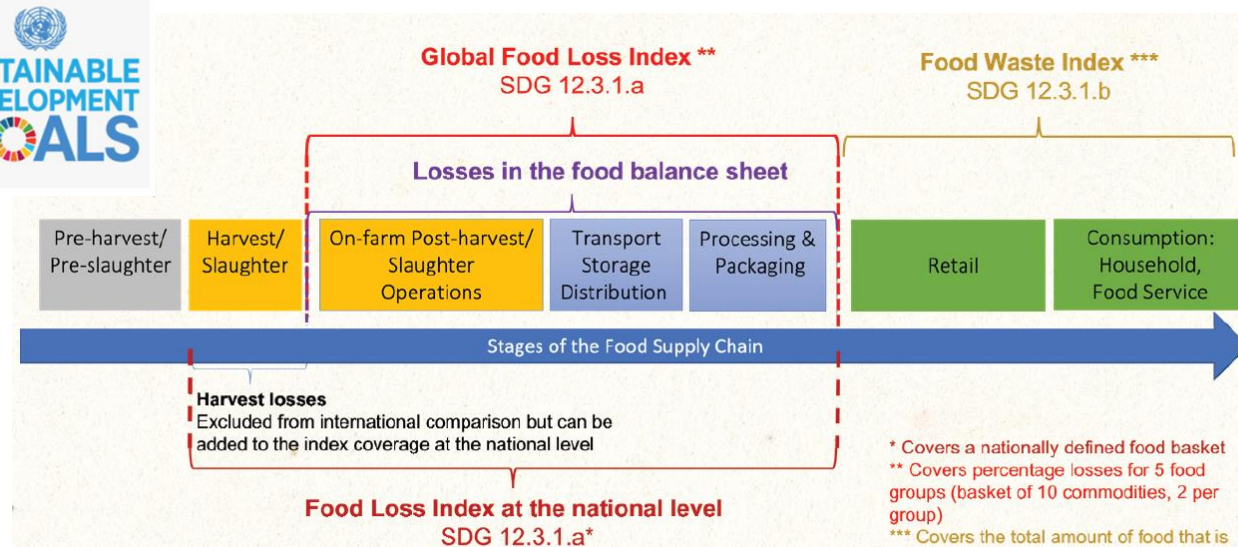 TAINABLE
ELOPMENT
ALS
Global Food Loss Index **
SDG 12.3.1.a
Food Waste Index ***
SDG 12.3.1.b
Losses in the food balance sheet
Pre-harvest/
Pre-slaughter
Harvest/
Slaughter
On-farm Post-harvest/
Slaughter
Operations
Transport
Storage
Distribution
Processing &
Packaging
Retail
Consumption:
Household,
Food Service
Stages of the Food Supply Chain
Harvest losses
Excluded from international comparison but can be
added to the index coverage at the national level
Food Loss Index at the national level
SDG 12.3.1.a*
* Covers a nationally defined food basket
** Covers percentage losses for 5 food
groups (basket of 10 commodities, 2 per
group)
*** Covers the total amount of food that is